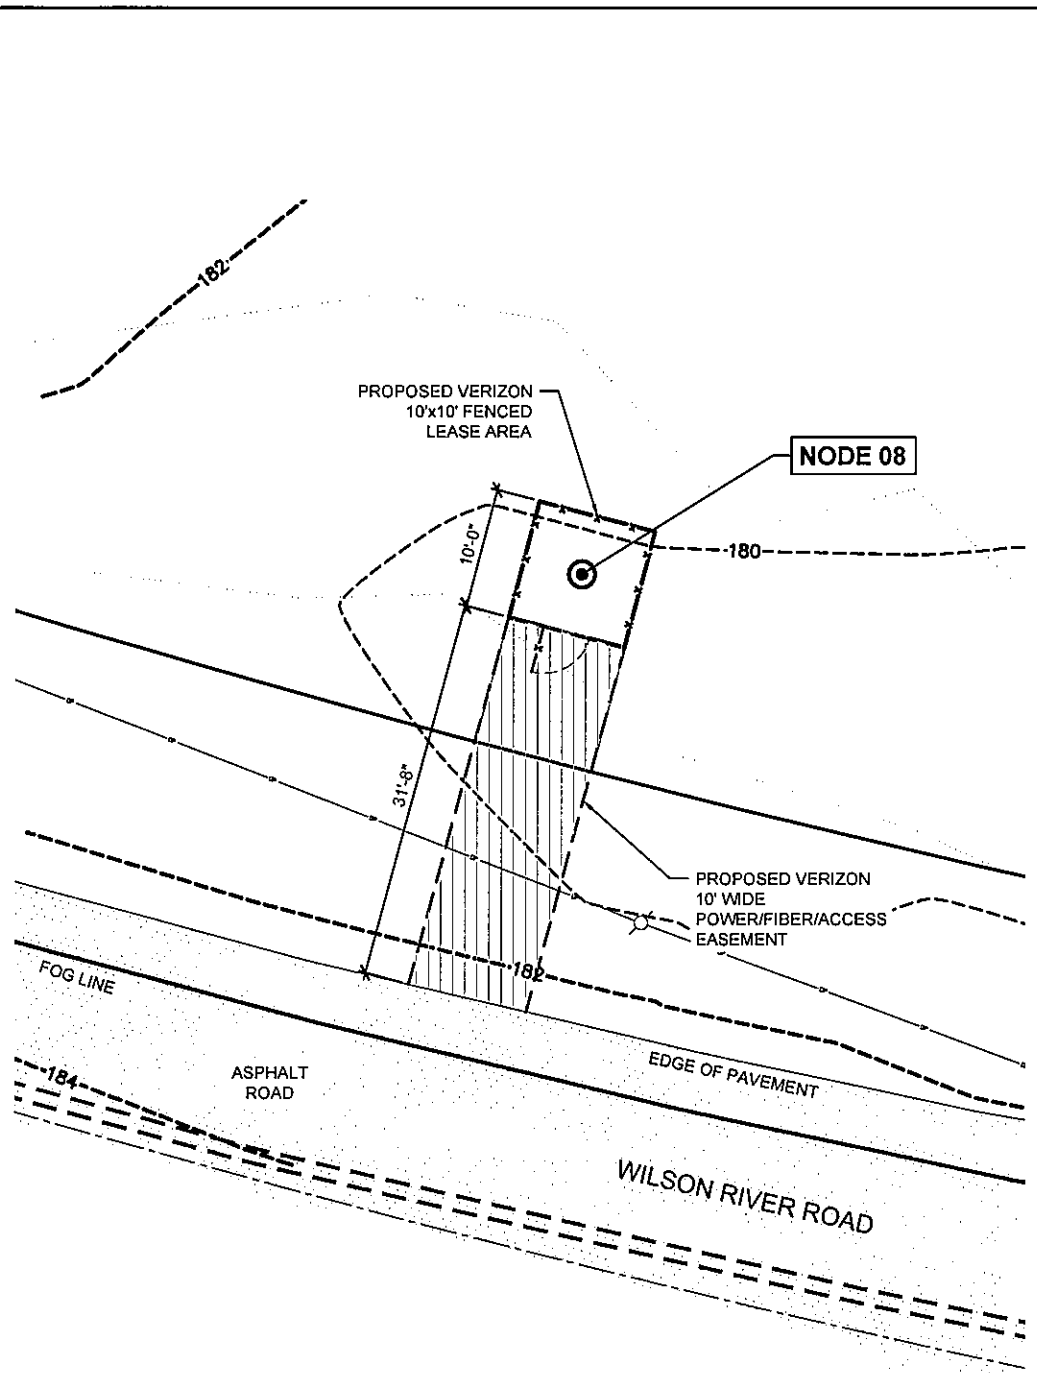 182
PROPOSED VERIZON
10'x10' FENCED
LEASE AREA
NODE 08
10'-0"
180
31'-8"
PROPOSED VERIZON
10' WIDE
POWER/FIBER/ACCESS
EASEMENT
182
FOG LINE
184
ASPHALT
ROAD
EDGE OF PAVEMENT
WILSON RIVER ROAD